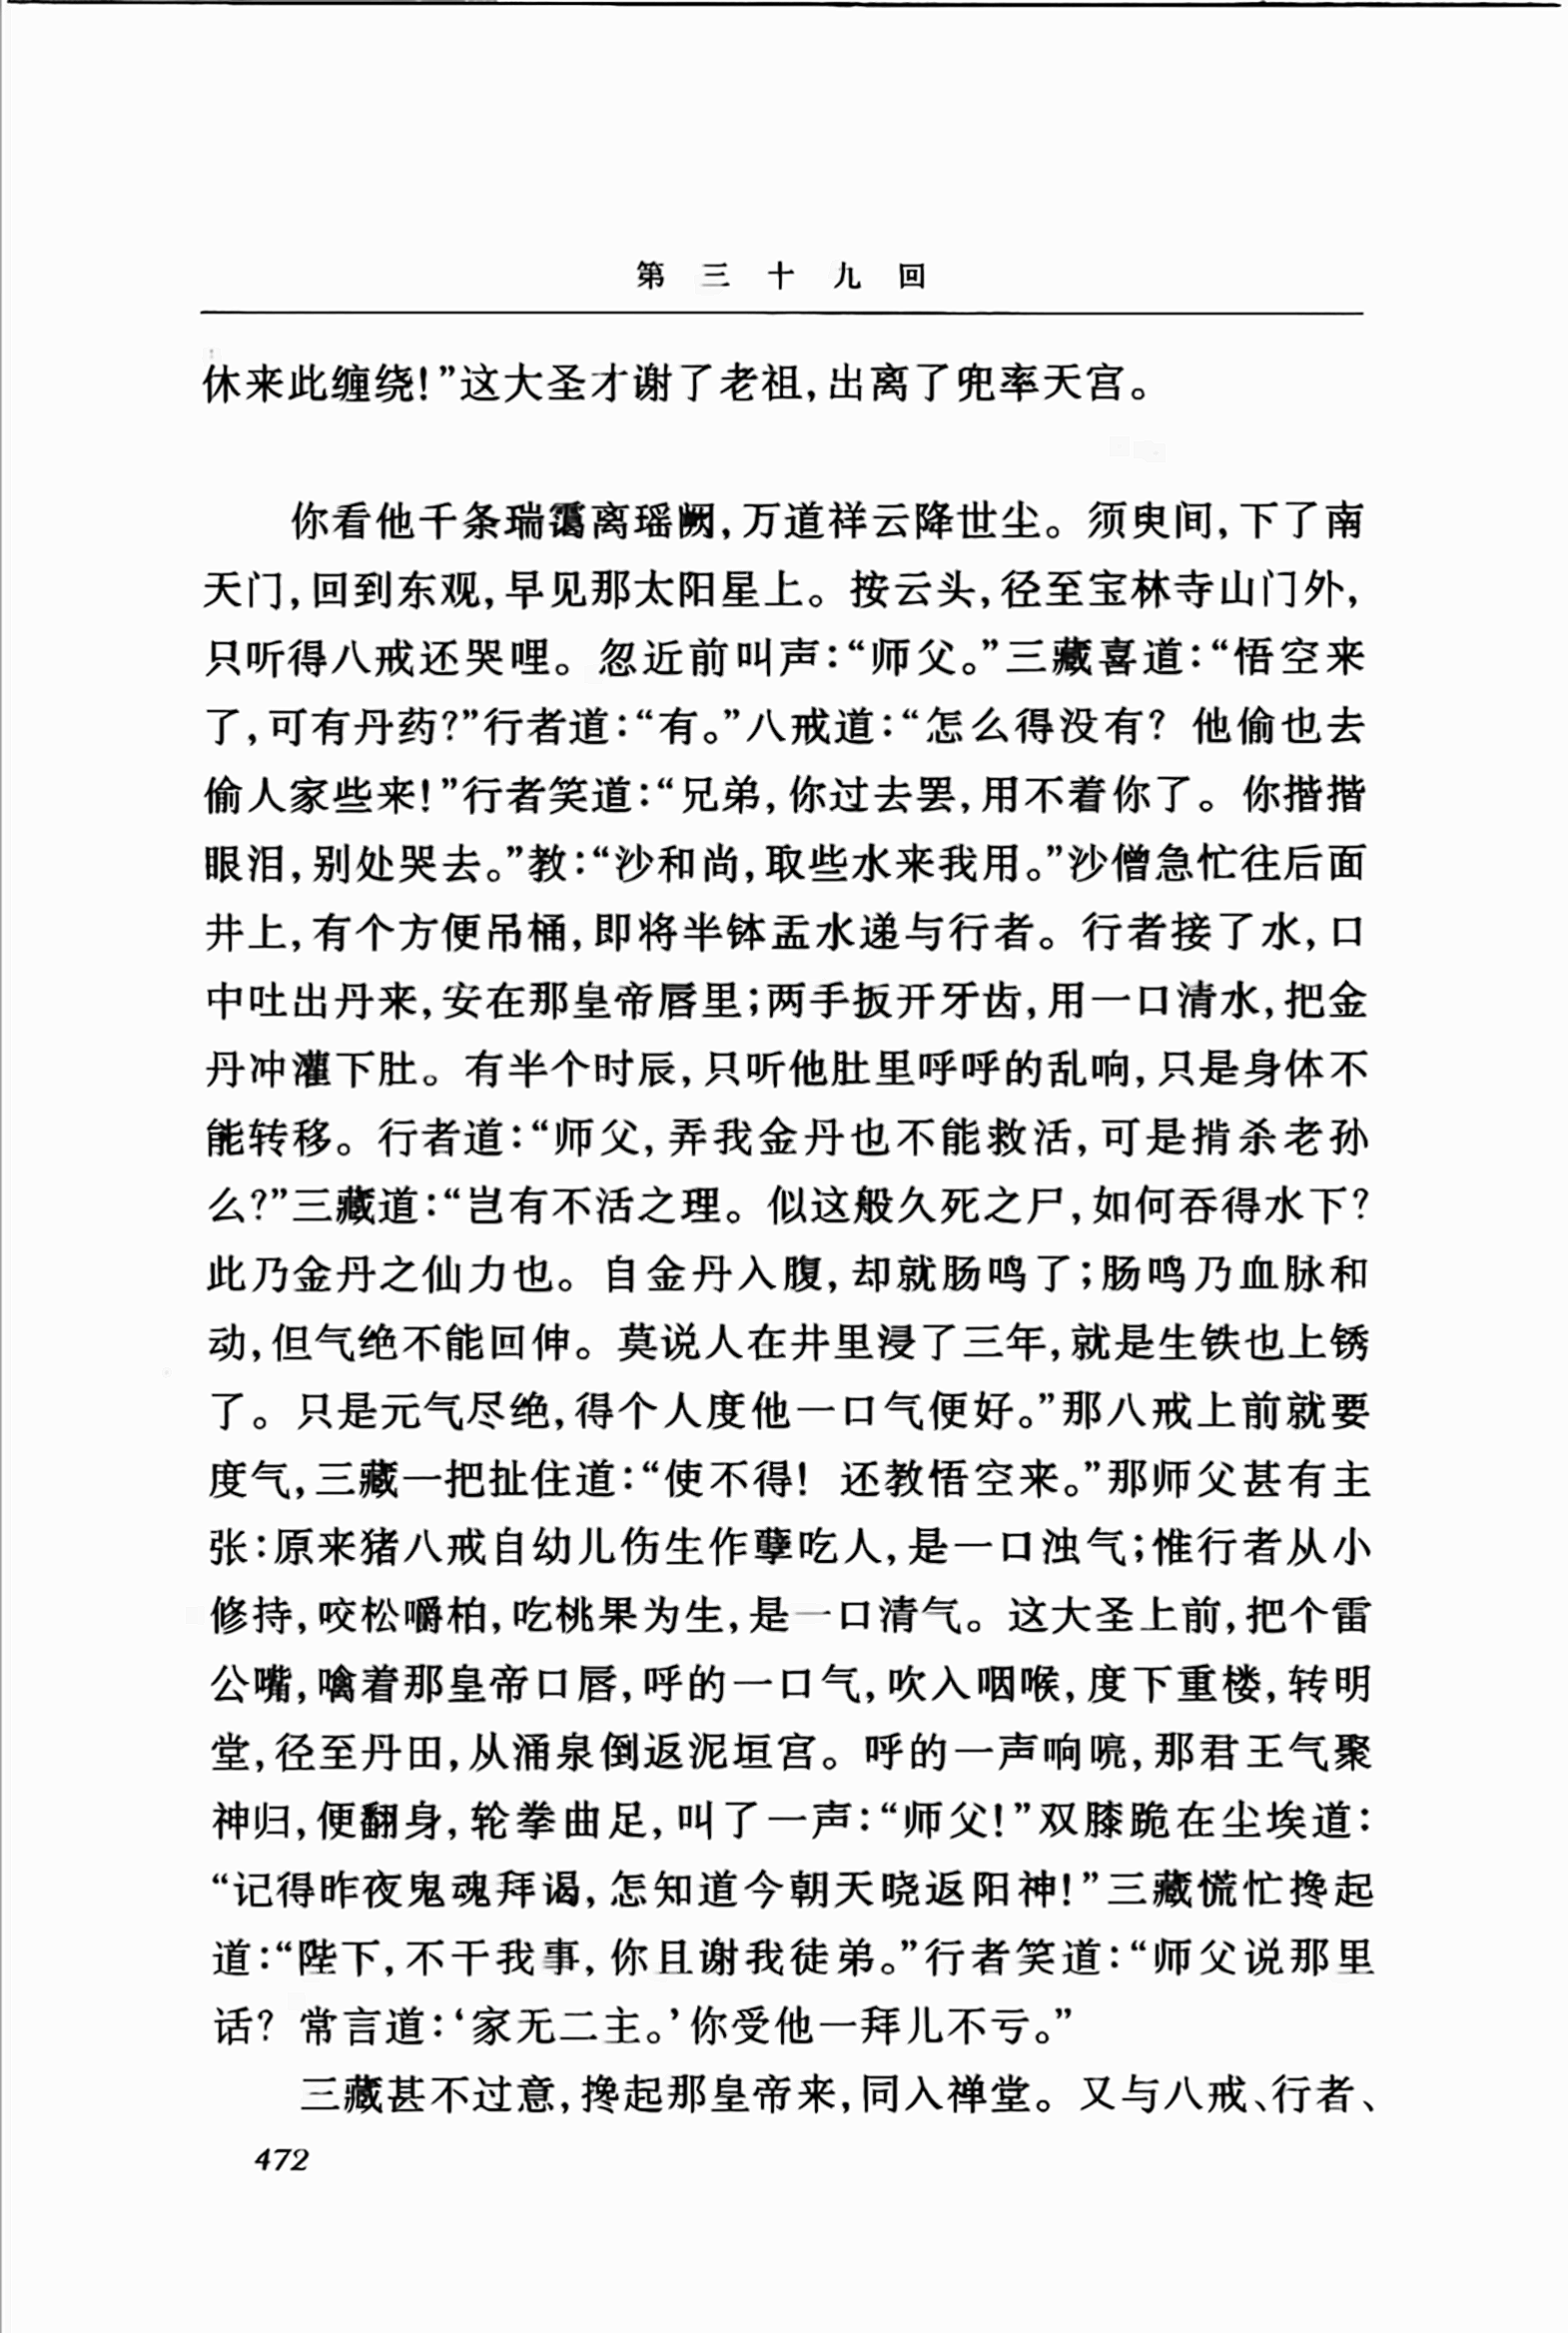 第三十九回
休来此缠绕！”这大圣才谢了老祖，出离了兜率天宫。
你看他千条瑞霭离瑶阙，万道祥云降世尘。须臾间，下了南
天门，回到东观，早见那太阳星上。按云头，径至宝林寺山门外，
只听得八戒还哭哩。忽近前叫声：“师父。”三藏喜道：“悟空来
了，可有丹药？”行者道：“有。”八戒道：“怎么得没有？他偷也去
偷人家些来！”行者笑道：“兄弟，你过去罢，用不着你了。你揩揩
眼泪，别处哭去。”教：“沙和尚，取些水来我用。”沙僧急忙往后面
井上，有个方便吊桶，即将半钵盂水递与行者。行者接了水，口
中吐出丹来，安在那皇帝唇里；两手扳开牙齿，用一口清水，把金
丹冲灌下肚。有半个时辰，只听他肚里呼呼的乱响，只是身体不
能转移。行者道：“师父，弄我金丹也不能救活，可是掯杀老孙
么？”三藏道：“岂有不活之理。似这般久死之尸，如何吞得水下？
此乃金丹之仙力也。自金丹入腹，却就肠鸣了；肠鸣乃血脉和
动，但气绝不能回伸。莫说人在井里浸了三年，就是生铁也上锈
了。只是元气尽绝，得个人度他一口气便好。”那八戒上前就要
度气，三藏一把扯住道：“使不得！还教悟空来。”那师父甚有主
张：原来猪八戒自幼儿伤生作孽吃人，是一口浊气；惟行者从小
修持，咬松嚼柏，吃桃果为生，是一口清气。这大圣上前，把个雷
公嘴，噙着那皇帝口唇，呼的一口气，吹入咽喉，度下重楼，转明
堂，径至丹田，从涌泉倒返泥垣宫。呼的一声响喨，那君王气聚
神归，便翻身，轮拳曲足，叫了一声：“师父！”双膝跪在尘埃道：
“记得昨夜鬼魂拜谒，怎知道今朝天晓返阳神！”三藏慌忙搀起
道：“陛下，不干我事，你且谢我徒弟。”行者笑道：“师父说那里
话？常言道：‘家无二主。’你受他一拜儿不亏。”
三藏甚不过意，搀起那皇帝来，同入禅堂。又与八戒、行者、
472